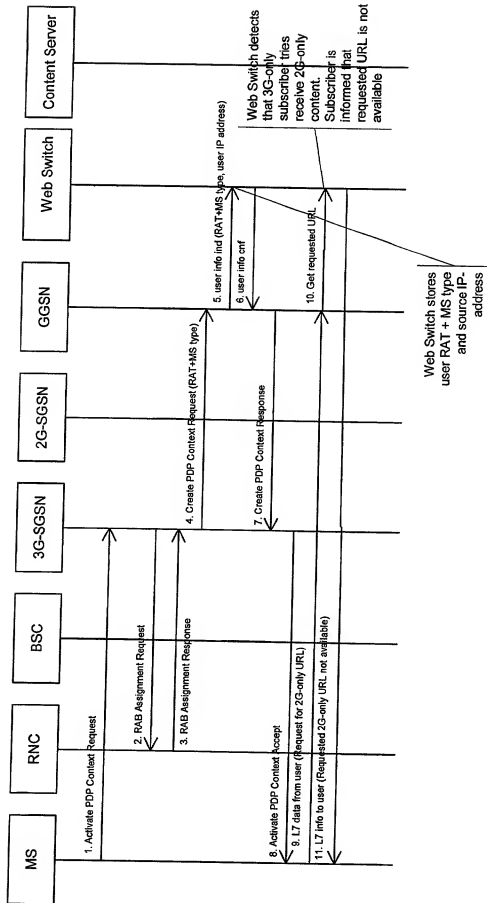 MS
RNC
BSC
3G-SGSN
2G-SGSN
GGSN
Web Switch
Content Server
1. Activate PDP Context Request
2. RAB Assignment Request
3. RAB Assignment Response
4. Create PDP Context Request (RAT+MS type)
5. user info ind (RAT+MS type, user IP address)
6. user info cnf
7. Create PDP Context Response
8. Activate PDP Context Accept
9. L7 data from user (Request for 2G-only URL)
10. Get requested URL
11. L7 info to user (Requested 2G-only URL not available)
Web Switch detects
that 3G-only
subscriber tries
receive 2G-only
content.
Subscriber is
informed that
requested URL is not
available
Web Switch stores
user RAT + MS type
and source IP-
address